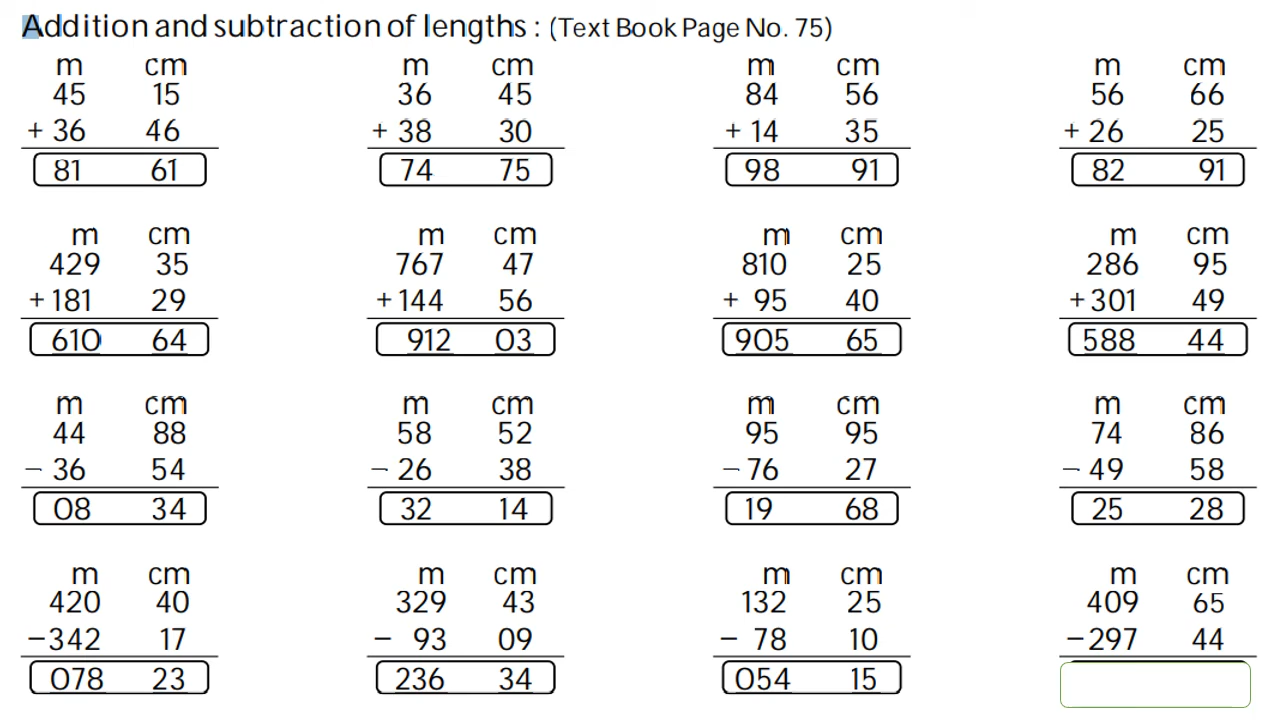 Addition and subtraction of lengths : (Text Book Page No. 75)
m cm m cm m cm m cm
45 15 36 45 84 56 56 66
+ 36 46 + 38 30 + 14 35 + 26 25
81 61 74 75 98 91 82 91
m cm m cm m cm m cm
429 35 767 47 810 25 286 95
+ 181 29 + 144 56 + 95 40 + 301 49
610 64 912 03 905 65 588 44
m cm m cm m cm m cm
44 88 58 52 95 95 74 86
– 36 54 – 26 38 – 76 27 – 49 58
08 34 32 14 19 68 25 28
m cm m cm m cm m cm
420 40 329 43 132 25 409 65
– 342 17 – 93 09 – 78 10 – 297 44
078 23 236 34 054 15